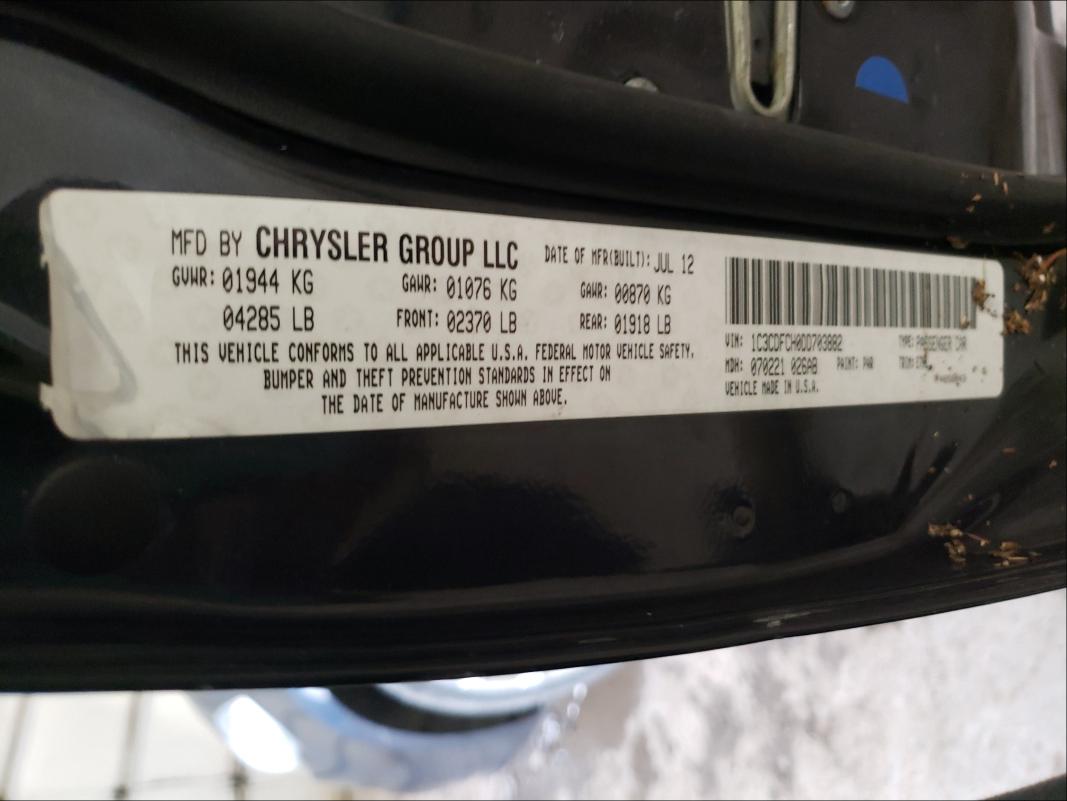 MFD BY CHRYSLER GROUP LLC DATE OF MFR(BUILT): JUL 12
GVWR: 01944 KG GAWR: 01076 KG GAWR: 00870 KG
04285 LB FRONT: 02370 LB REAR: 01918 LB
THIS VEHICLE CONFORMS TO ALL APPLICABLE U.S.A. FEDERAL MOTOR VEHICLE SAFETY.
BUMPER AND THEFT PREVENTION STANDARDS IN EFFECT ON
THE DATE OF MANUFACTURE SHOWN ABOVE.
VIN: 1C3CDFCH0DD703882 TYPE: PASSENGER CAR
MDH: 070221 026AB PAINT: PAR TRIM:
VEHICLE MADE IN U.S.A.